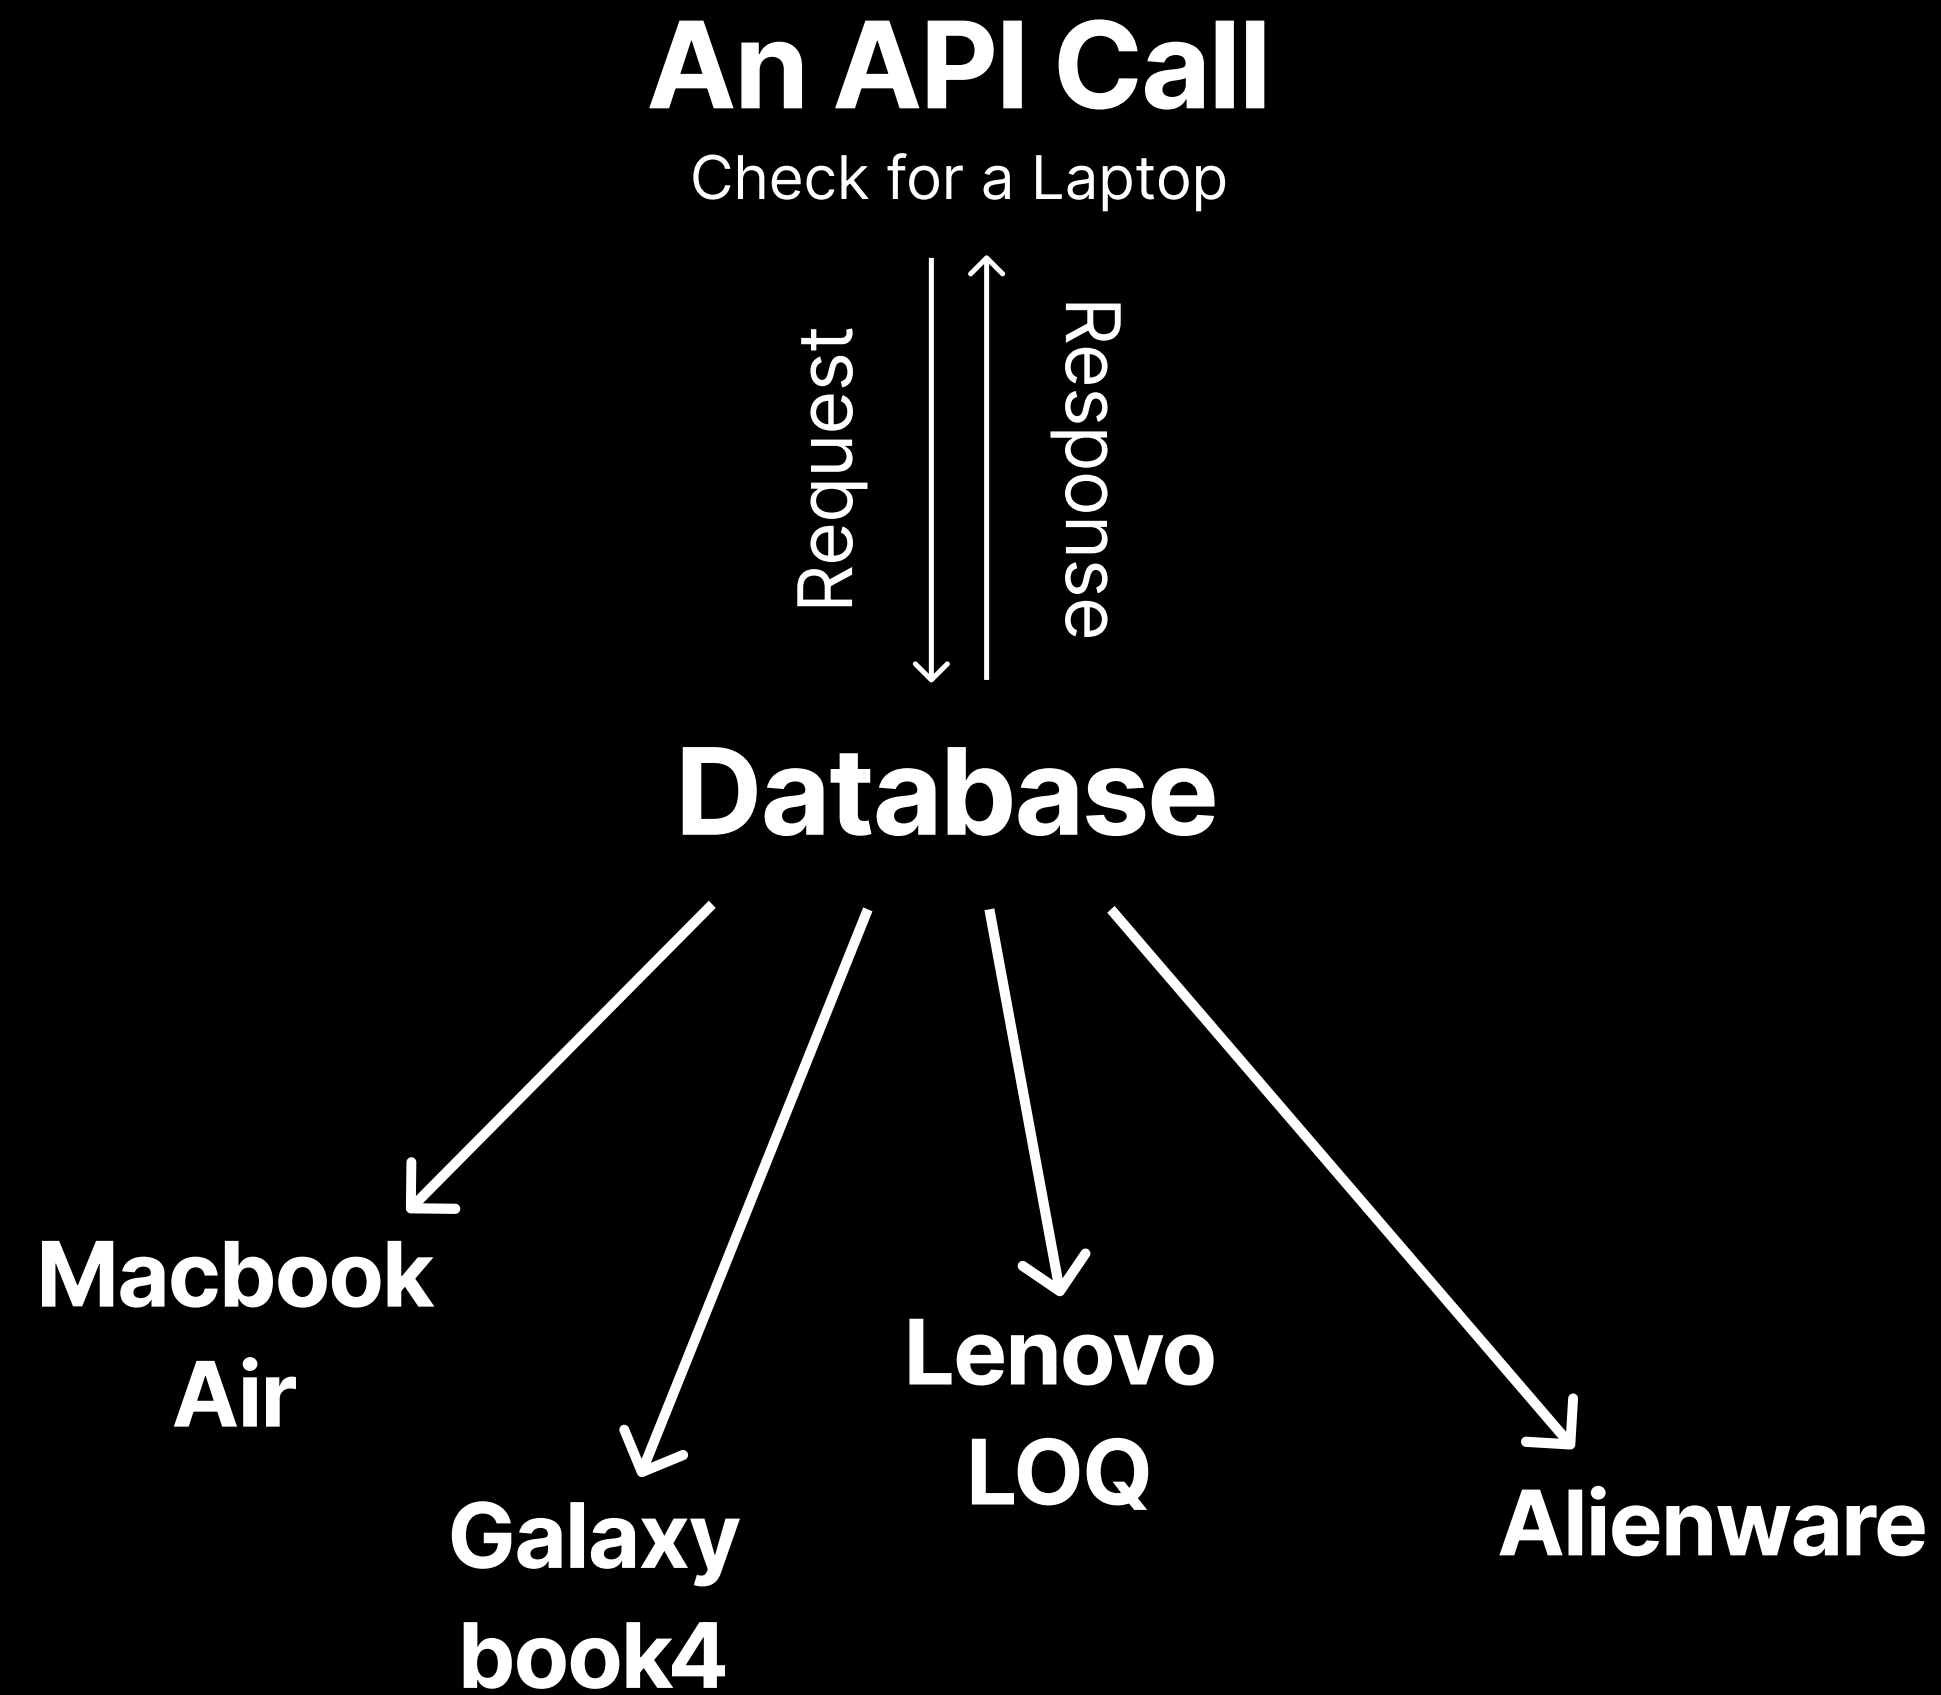 An API Call
Check for a Laptop
Request
Response
Database
Macbook
Air
Galaxy
book4
Lenovo
LOQ
Alienware